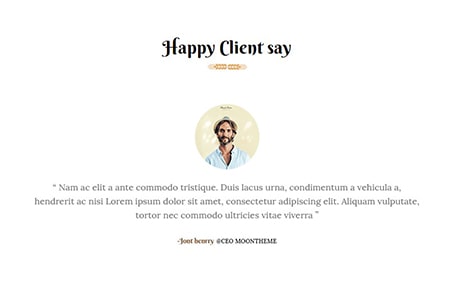 Happy Client say
“ Nam ac elit a ante commodo tristique. Duis lacus urna, condimentum a vehicula a,
hendrerit ac nisi Lorem ipsum dolor sit amet, consectetur adipiscing elit. Aliquam vulputate,
tortor nec commodo ultricies vitae viverra ”
-Jont henrry @CEO MOONTHEME